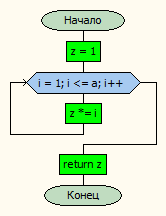 Начало
z = 1
i = 1; i <= a; i++
z *= i
return z
Конец